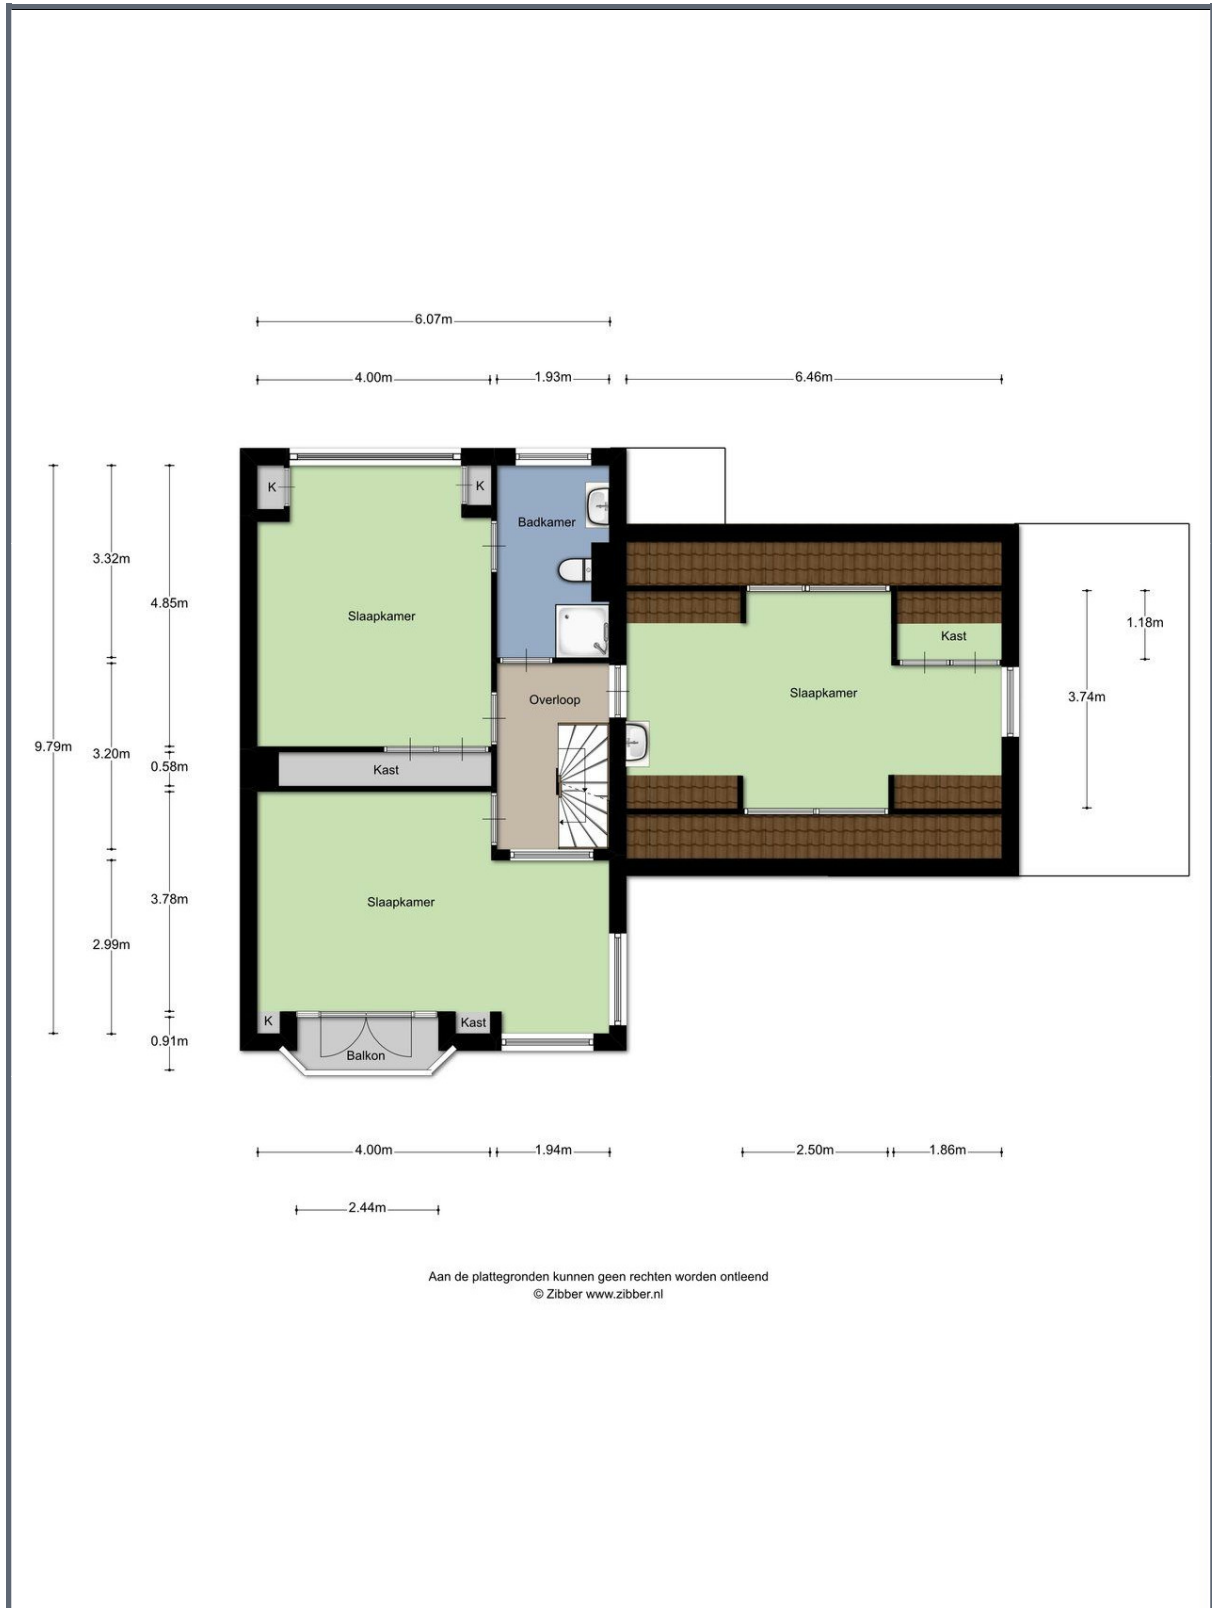 6.07m
4.00m
1.93m
6.46m
K
K
Badkamer
3.32m
4.85m
Slaapkamer
1.18m
Kast
Slaapkamer
3.74m
Overloop
9.79m
3.20m
0.58m
Kast
3.78m
Slaapkamer
2.99m
K
Kast
0.91m
Balkon
4.00m
1.94m
2.50m
1.86m
2.44m
Aan de plattegronden kunnen geen rechten worden ontleend
© Zibber www.zibber.nl